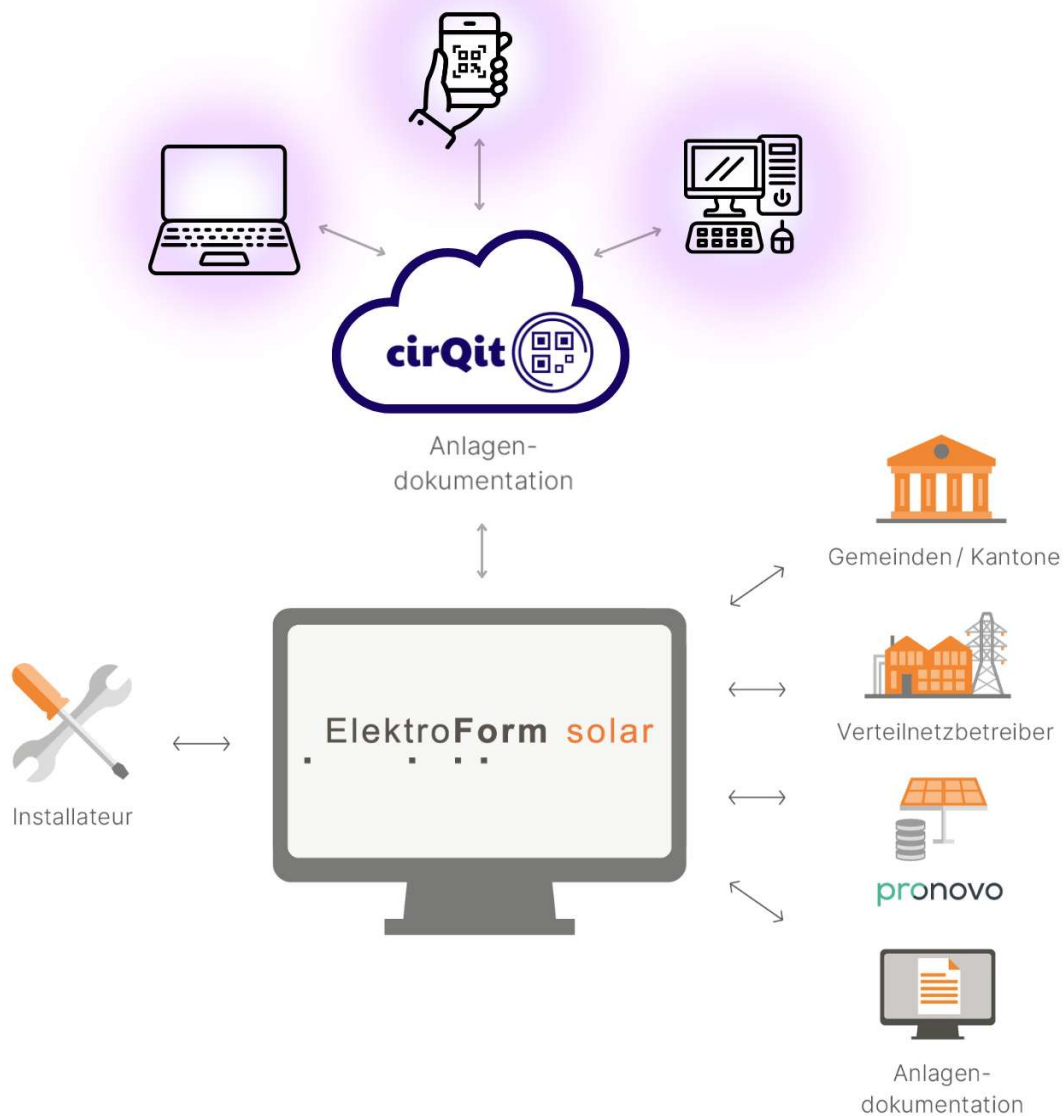 cirQit
Anlagen-
dokumentation
Gemeinden / Kantone
ElektroForm solar
Verteilnetzbetreiber
Installateur
pronovo
Anlagen-
dokumentation